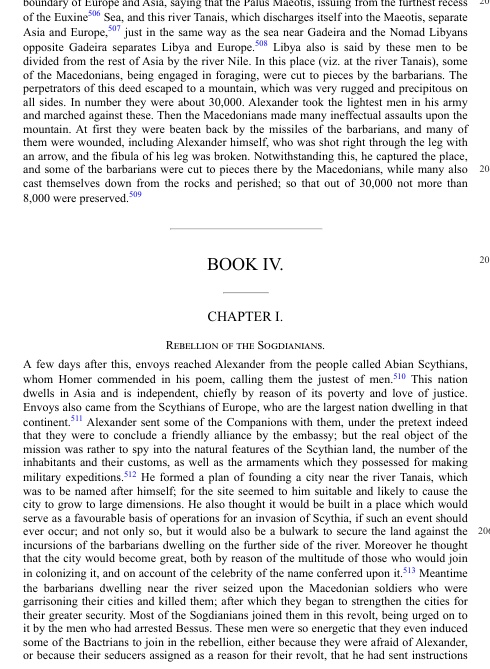 boundary of Europe and Asia, saying that the Palus Maeotis, issuing from the furthest recess
of the Euxine506 Sea, and this river Tanais, which discharges itself into the Maeotis, separate
Asia and Europe,507 just in the same way as the sea near Gadeira and the Nomad Libyans
opposite Gadeira separates Libya and Europe.508 Libya also is said by these men to be
divided from the rest of Asia by the river Nile. In this place (viz. at the river Tanais), some
of the Macedonians, being engaged in foraging, were cut to pieces by the barbarians. The
perpetrators of this deed escaped to a mountain, which was very rugged and precipitous on
all sides. In number they were about 30,000. Alexander took the lightest men in his army
and marched against these. Then the Macedonians made many ineffectual assaults upon the
mountain. At first they were beaten back by the missiles of the barbarians, and many of
them were wounded, including Alexander himself, who was shot right through the leg with
an arrow, and the fibula of his leg was broken. Notwithstanding this, he captured the place,
and some of the barbarians were cut to pieces there by the Macedonians, while many also
cast themselves down from the rocks and perished; so that out of 30,000 not more than
8,000 were preserved.509
BOOK IV.
CHAPTER I.
Rebellion of the Sogdianians.
A few days after this, envoys reached Alexander from the people called Abian Scythians,
whom Homer commended in his poem, calling them the justest of men.510 This nation
dwells in Asia and is independent, chiefly by reason of its poverty and love of justice.
Envoys also came from the Scythians of Europe, who are the largest nation dwelling in that
continent.511 Alexander sent some of the Companions with them, under the pretext indeed
that they were to conclude a friendly alliance by the embassy; but the real object of the
mission was rather to spy into the natural features of the Scythian land, the number of the
inhabitants and their customs, as well as the armaments which they possessed for making
military expeditions.512 He formed a plan of founding a city near the river Tanais, which
was to be named after himself; for the site seemed to him suitable and likely to cause the
city to grow to large dimensions. He also thought it would be built in a place which would
serve as a favourable basis of operations for an invasion of Scythia, if such an event should
ever occur; and not only so, but it would also be a bulwark to secure the land against the
incursions of the barbarians dwelling on the further side of the river. Moreover he thought
that the city would become great, both by reason of the multitude of those who would join
in colonizing it, and on account of the celebrity of the name conferred upon it.513 Meantime
the barbarians dwelling near the river seized upon the Macedonian soldiers who were
garrisoning their cities and killed them; after which they began to strengthen the cities for
their greater security. Most of the Sogdianians joined them in this revolt, being urged on to
it by the men who had arrested Bessus. These men were so energetic that they even induced
some of the Bactrians to join in the rebellion, either because they were afraid of Alexander,
or because their seducers assigned as a reason for their revolt, that he had sent instructions